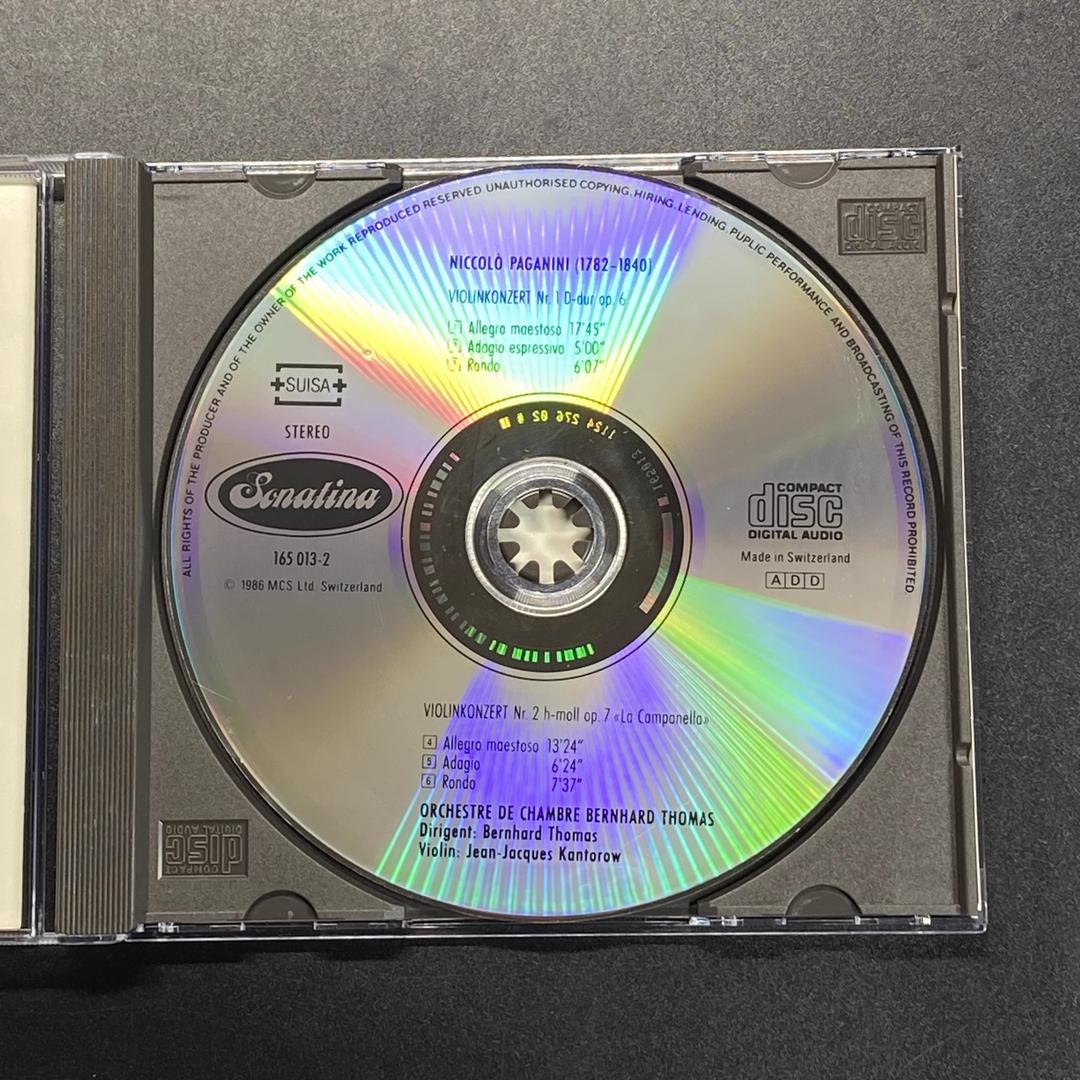 ALL RIGHTS OF THE PRODUCER AND OF THE OWNER OF THE WORK REPRODUCED RESERVED. UNAUTHORISED COPYING, HIRING, LENDING, PUPLIC PERFORMANCE AND BROADCASTING OF THIS RECORD PROHIBITED
NICCOLÒ PAGANINI (1782–1840)
VIOLINKONZERT Nr. 1 D-dur op. 6
Allegro maestoso 17'45"
Adagio espressivo 5'00"
Rondo 6'07"
SUISA
STEREO
Sonatina
165 013-2
© 1986 MCS Ltd. Switzerland
COMPACT
disc
DIGITAL AUDIO
Made in Switzerland
ADD
1124 276 02 #
162013
VIOLINKONZERT Nr. 2 h-moll op. 7 «La Campanella»
4 Allegro maestoso 13'24"
5 Adagio 6'24"
6 Rondo 7'37"
ORCHESTRE DE CHAMBRE BERNHARD THOMAS
Dirigent: Bernhard Thomas
Violin: Jean-Jacques Kantorow
COMPACT
disc
DIGITAL AUDIO
COMPACT
disc
DIGITAL AUDIO